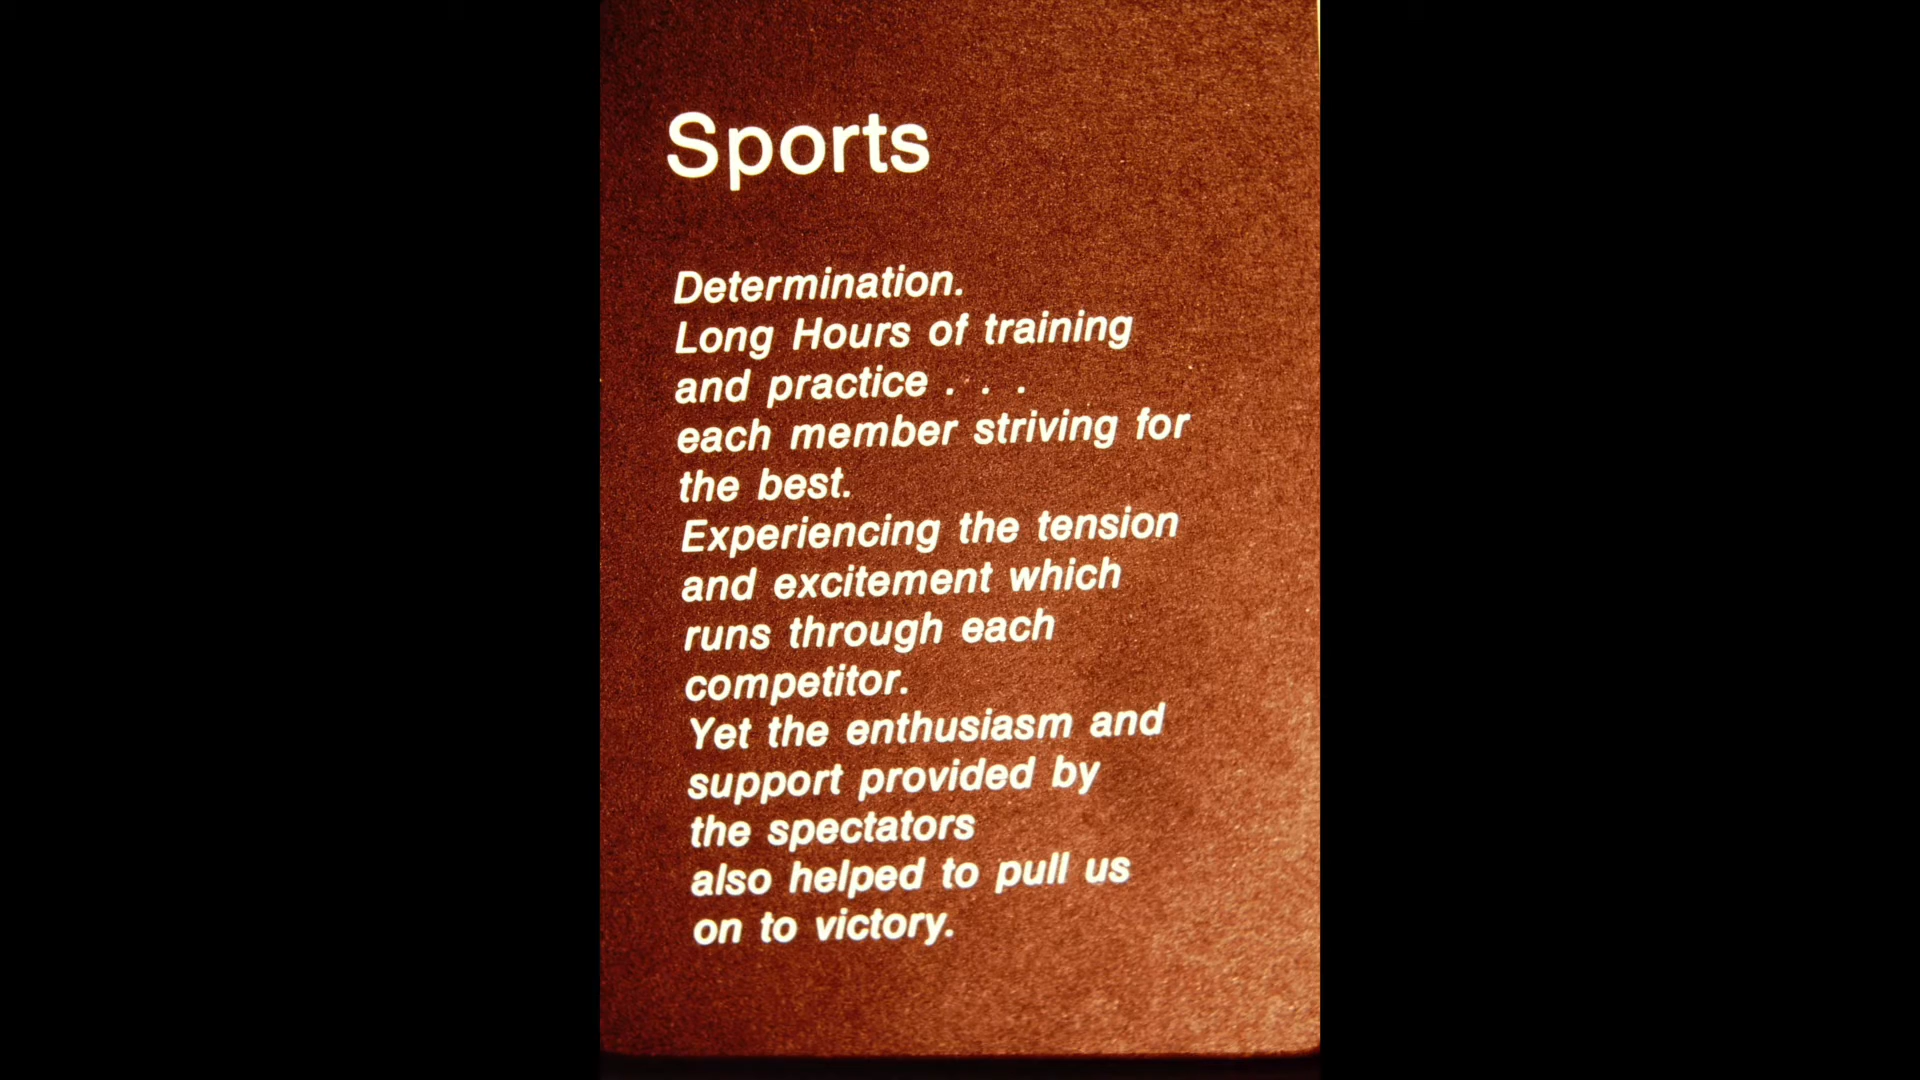 Sports
Determination.
Long Hours of training
and practice . . .
each member striving for
the best.
Experiencing the tension
and excitement which
runs through each
competitor.
Yet the enthusiasm and
support provided by
the spectators
also helped to pull us
on to victory.